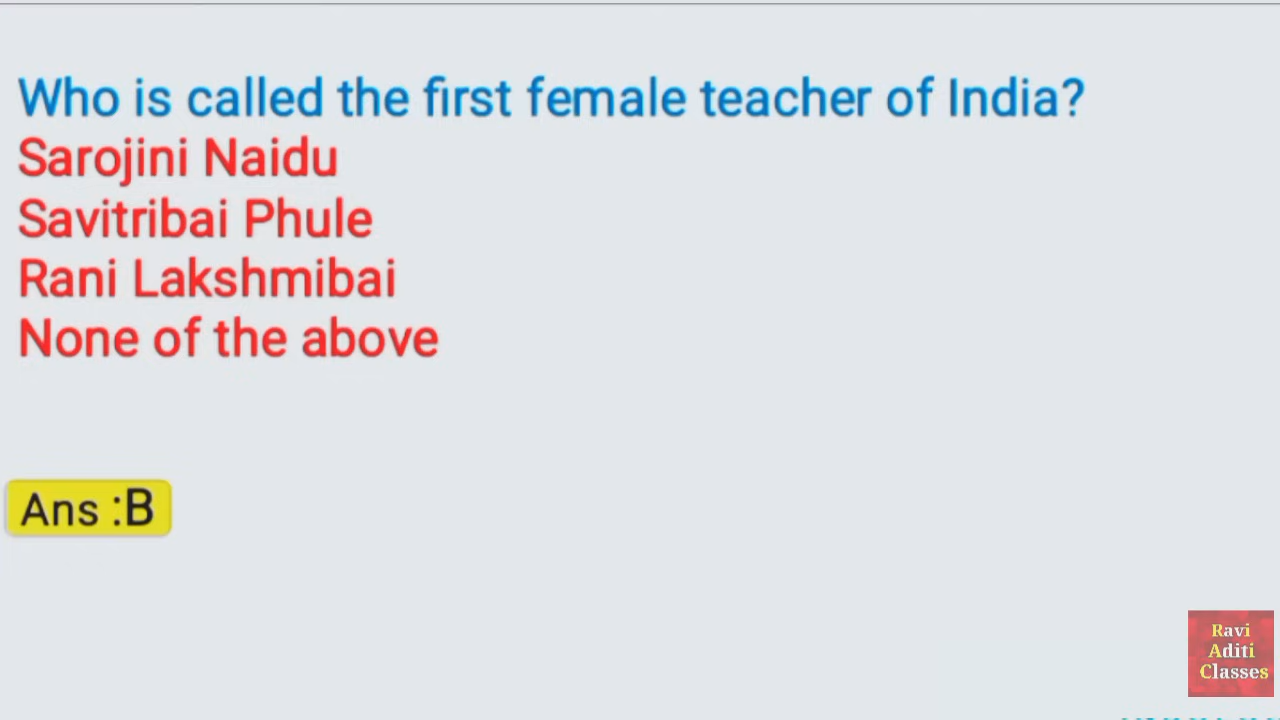 Who is called the first female teacher of India?
Sarojini Naidu
Savitribai Phule
Rani Lakshmibai
None of the above
Ans :B
Ravi
Aditi
Classes